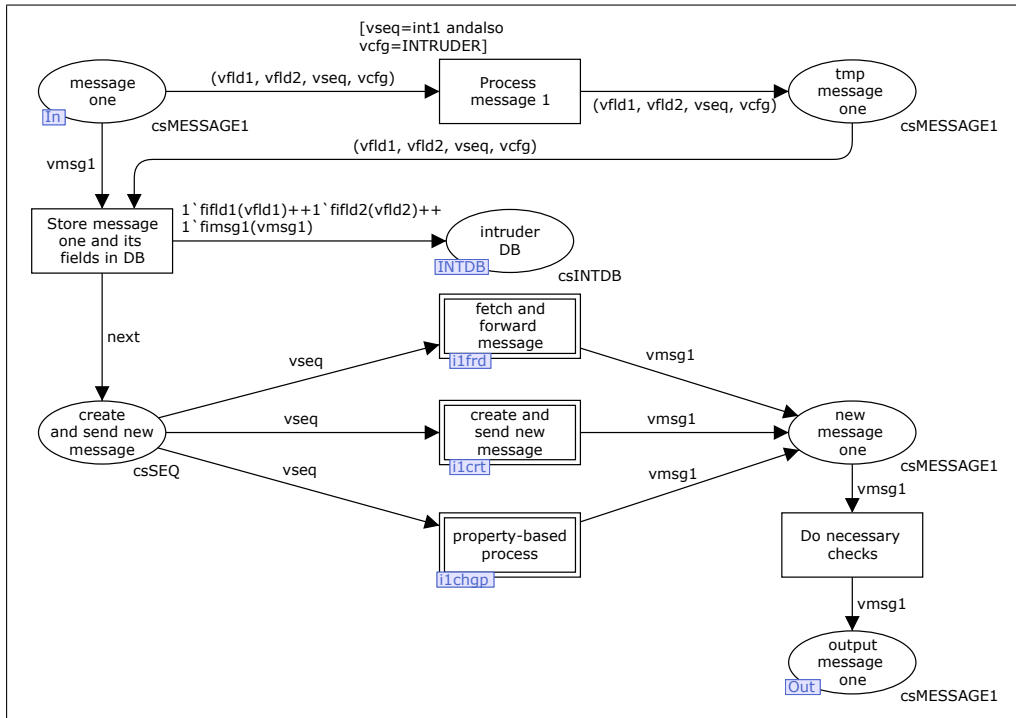 [vseq=int1 andalso
vcfg=INTRUDER]
message
one
In
csMESSAGE1
(vfld1, vfld2, vseq, vcfg)
Process
message 1
(vfld1, vfld2, vseq, vcfg)
tmp
message
one
csMESSAGE1
(vfld1, vfld2, vseq, vcfg)
vmsg1
Store message
one and its
fields in DB
1`fifld1(vfld1)++1`fifld2(vfld2)++
1`fimsg1(vmsg1)
intruder
DB
INTDB
csINTDB
next
fetch and
forward
message
i1frd
vseq
vmsg1
create
and send new
message
csSEQ
vseq
create and
send new
message
i1crt
vmsg1
new
message
one
csMESSAGE1
vseq
vmsg1
property-based
process
i1chgp
vmsg1
Do necessary
checks
vmsg1
output
message
one
Out
csMESSAGE1